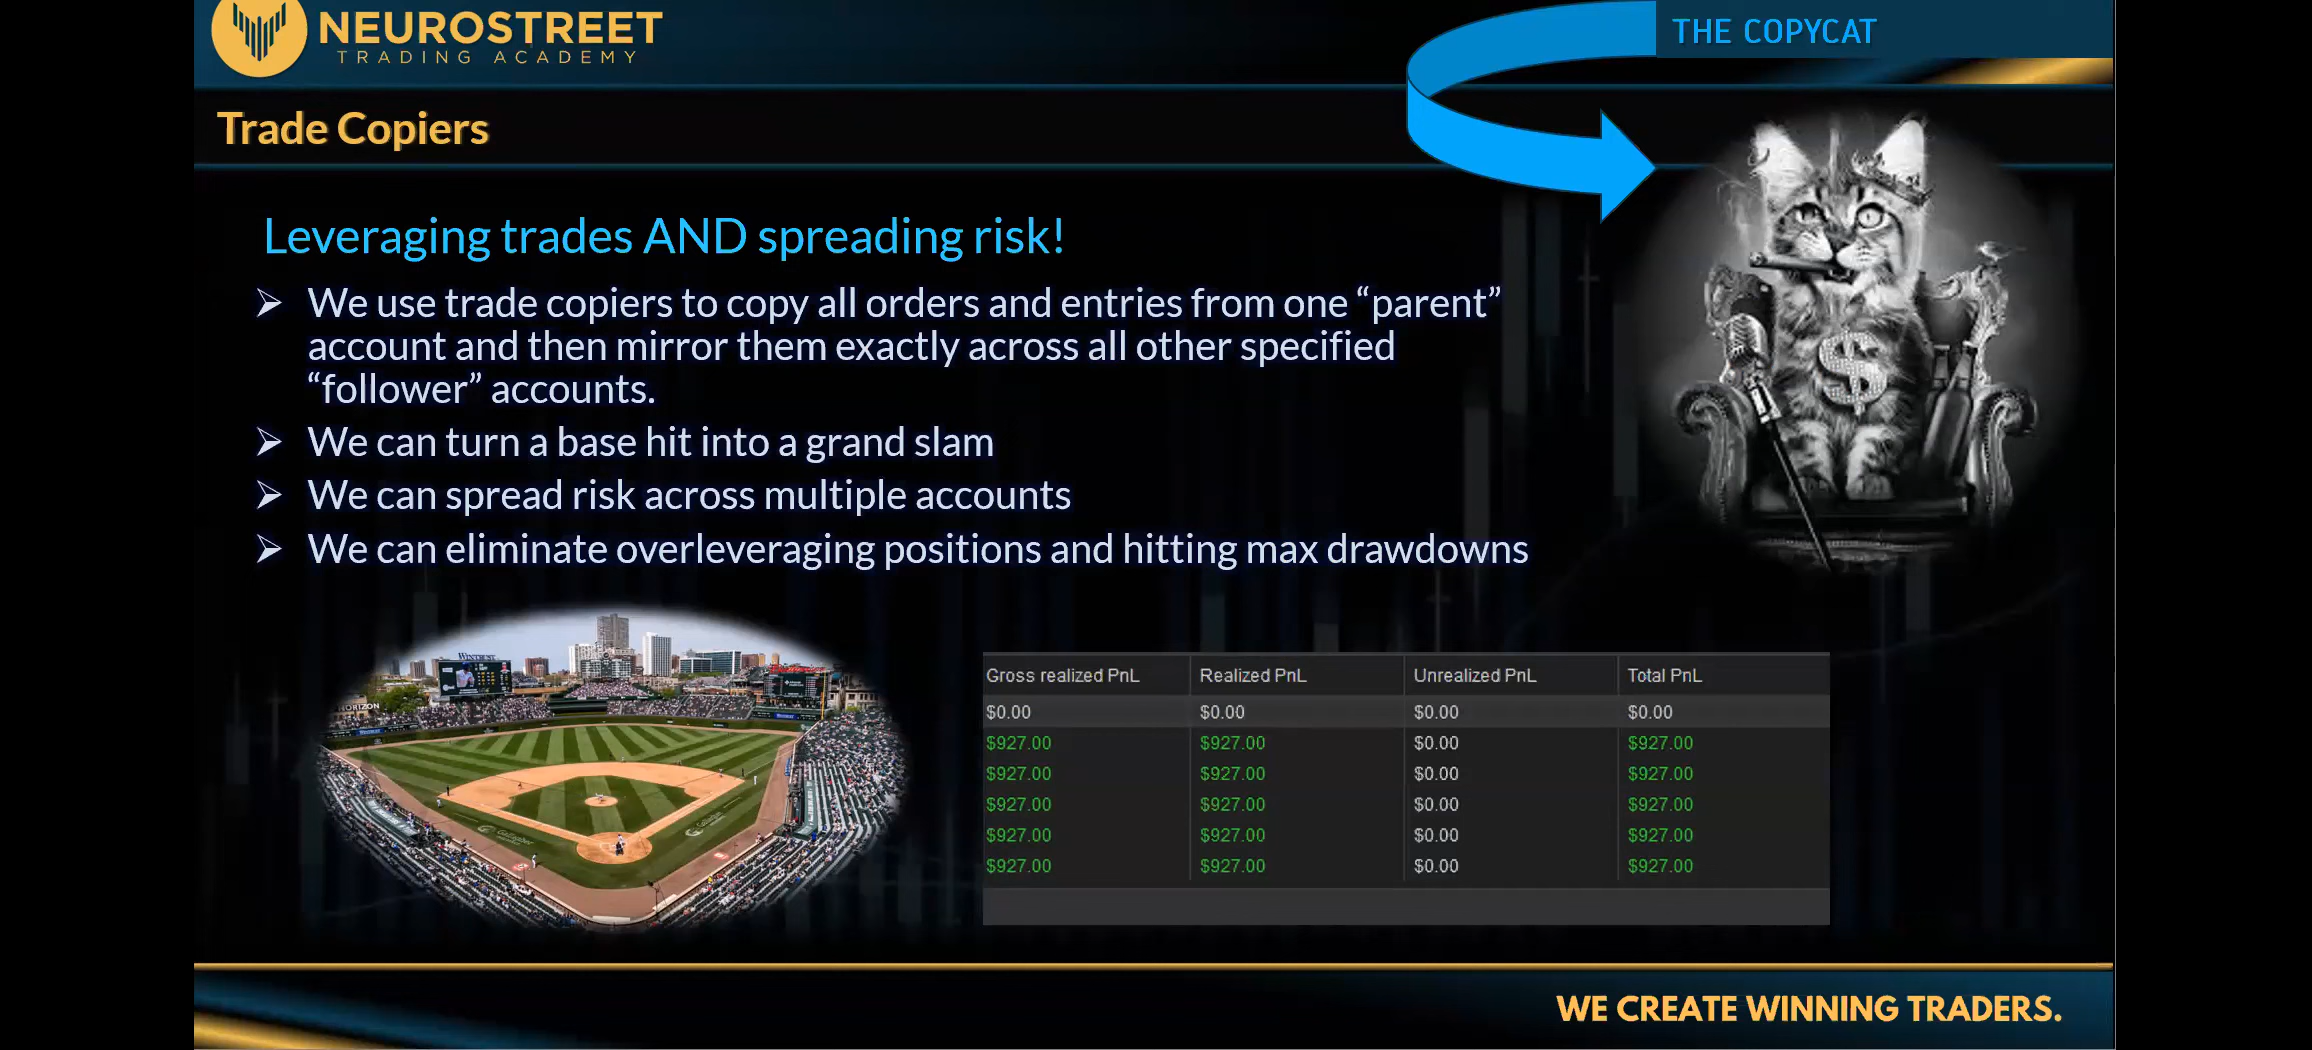 NEUROSTREET
TRADING ACADEMY
THE COPYCAT
Trade Copiers
Leveraging trades AND spreading risk!
➢ We use trade copiers to copy all orders and entries from one “parent”
account and then mirror them exactly across all other specified
“follower” accounts.
➢ We can turn a base hit into a grand slam
➢ We can spread risk across multiple accounts
➢ We can eliminate overleveraging positions and hitting max drawdowns
$
Gross realized PnL Realized PnL Unrealized PnL Total PnL
$0.00 $0.00 $0.00 $0.00
$927.00 $927.00 $0.00 $927.00
$927.00 $927.00 $0.00 $927.00
$927.00 $927.00 $0.00 $927.00
$927.00 $927.00 $0.00 $927.00
$927.00 $927.00 $0.00 $927.00
WE CREATE WINNING TRADERS.